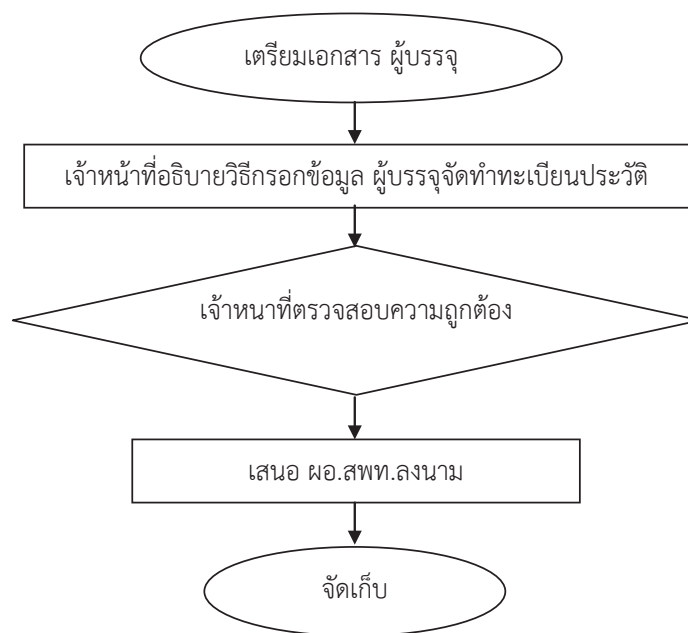 เตรียมเอกสาร ผู้บรรจุ
เจ้าหน้าที่อธิบายวิธีกรอกข้อมูล ผู้บรรจุจัดทำทะเบียนประวัติ
เจ้าหนาที่ตรวจสอบความถูกต้อง
เสนอ ผอ.สพท.ลงนาม
จัดเก็บ